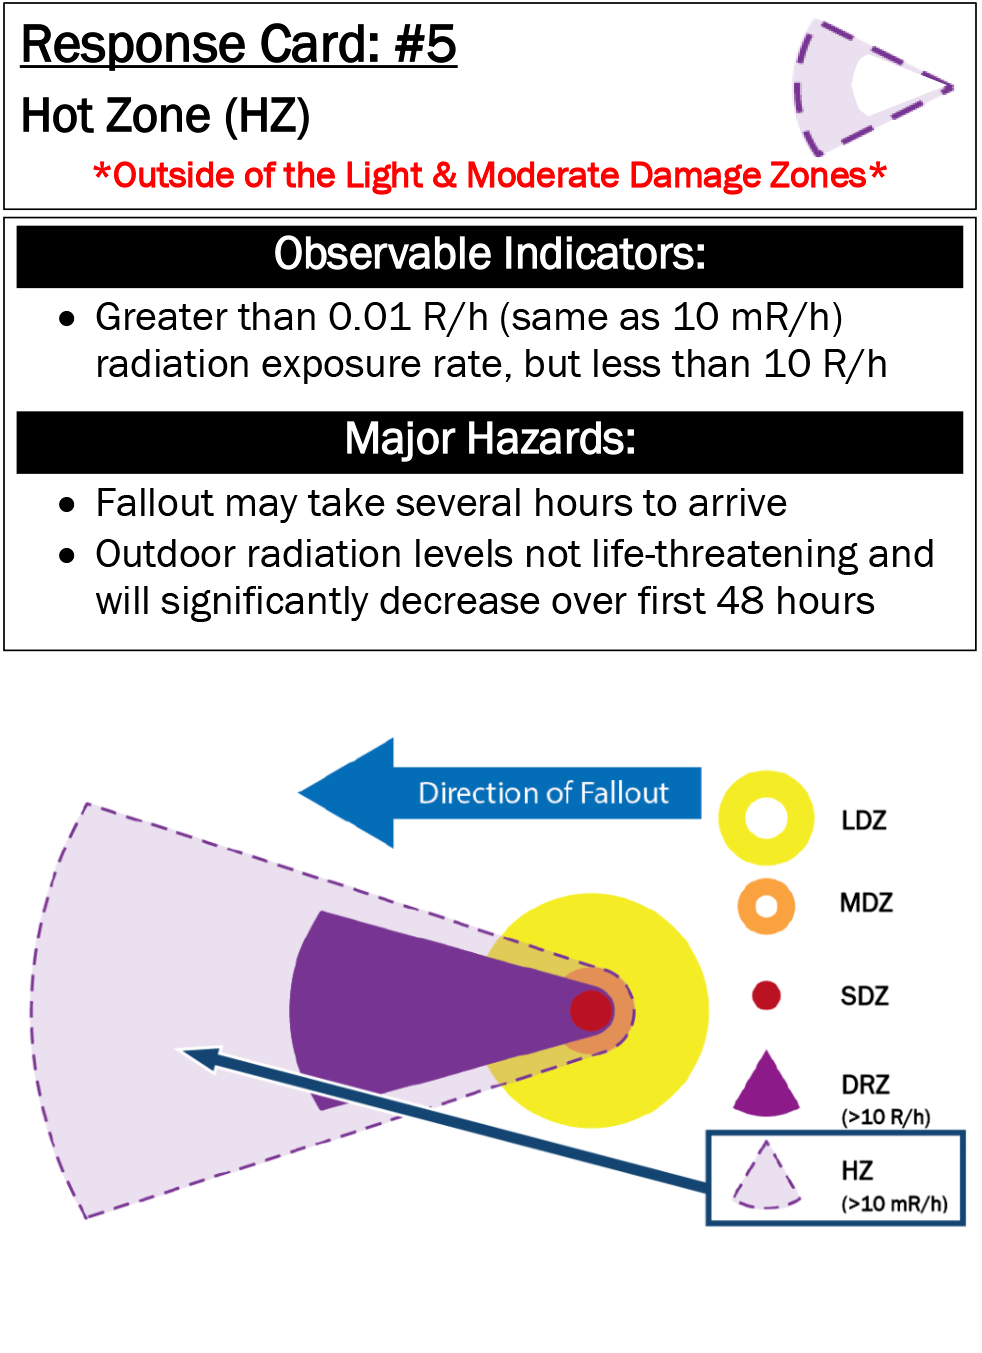 Response Card: #5
Hot Zone (HZ)
*Outside of the Light & Moderate Damage Zones*
Observable Indicators:
• Greater than 0.01 R/h (same as 10 mR/h)
radiation exposure rate, but less than 10 R/h
Major Hazards:
• Fallout may take several hours to arrive
• Outdoor radiation levels not life-threatening and
will significantly decrease over first 48 hours
Direction of Fallout
LDZ
MDZ
SDZ
DRZ
(>10 R/h)
HZ
(>10 mR/h)